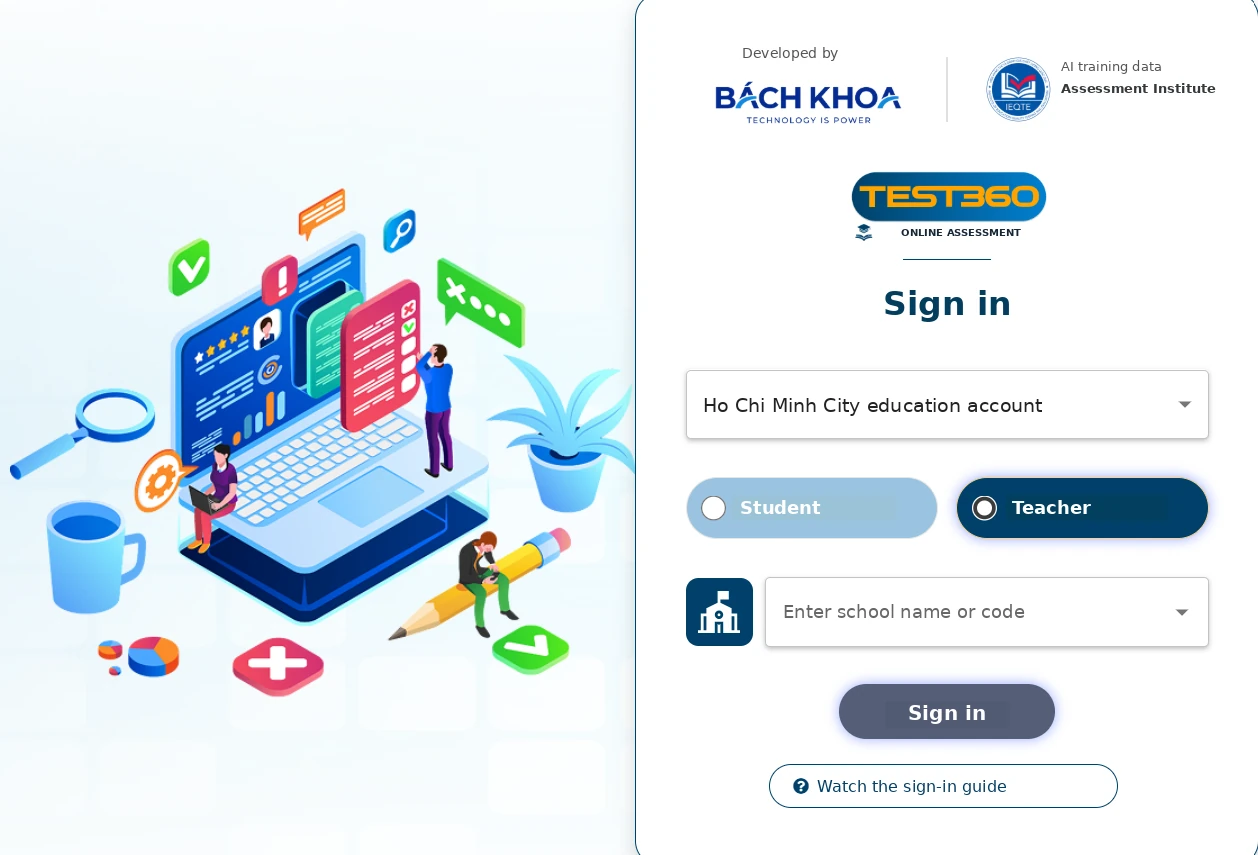 Developed by
BÁCH KHOA
TECHNOLOGY IS POWER
IEQTE
AI training data
Assessment Institute
TEST360
ONLINE ASSESSMENT
Sign in
Ho Chi Minh City education account
Student
Teacher
Enter school name or code
Sign in
Watch the sign-in guide